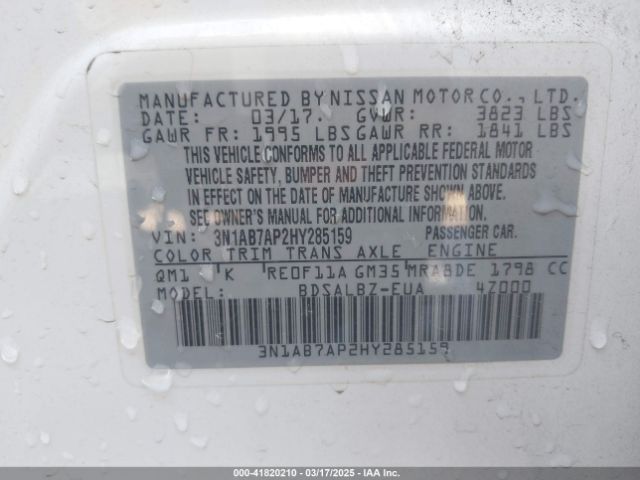 MANUFACTURED BY NISSAN MOTOR CO., LTD.
DATE: 03/17. GVWR: 3823 LBS
GAWR FR: 1995 LBS GAWR RR: 1841 LBS
THIS VEHICLE CONFORMS TO ALL APPLICABLE FEDERAL MOTOR
VEHICLE SAFETY, BUMPER AND THEFT PREVENTION STANDARDS
IN EFFECT ON THE DATE OF MANUFACTURE SHOWN ABOVE.
SEE OWNER'S MANUAL FOR ADDITIONAL INFORMATION.
VIN: 3N1AB7AP2HY285159 PASSENGER CAR.
COLOR TRIM TRANS AXLE ENGINE
QM1 K RE0F11A GM35 MRA8DE 1798 CC
MODEL: BDSALBZ-EUA 4Z000
3N1AB7AP2HY285159
000-41820210 - 03/17/2025 - IAA Inc.